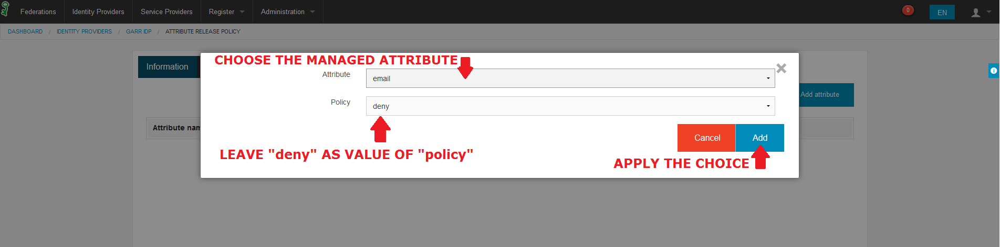 Federations Identity Providers Service Providers Register Administration 0 EN
DASHBOARD / IDENTITY PROVIDERS / GARR IDP / ATTRIBUTE RELEASE POLICY
CHOOSE THE MANAGED ATTRIBUTE
Information
Attribute email
Add attribute
Policy deny
Attribute nam
Cancel Add
LEAVE "deny" AS VALUE OF "policy"
APPLY THE CHOICE